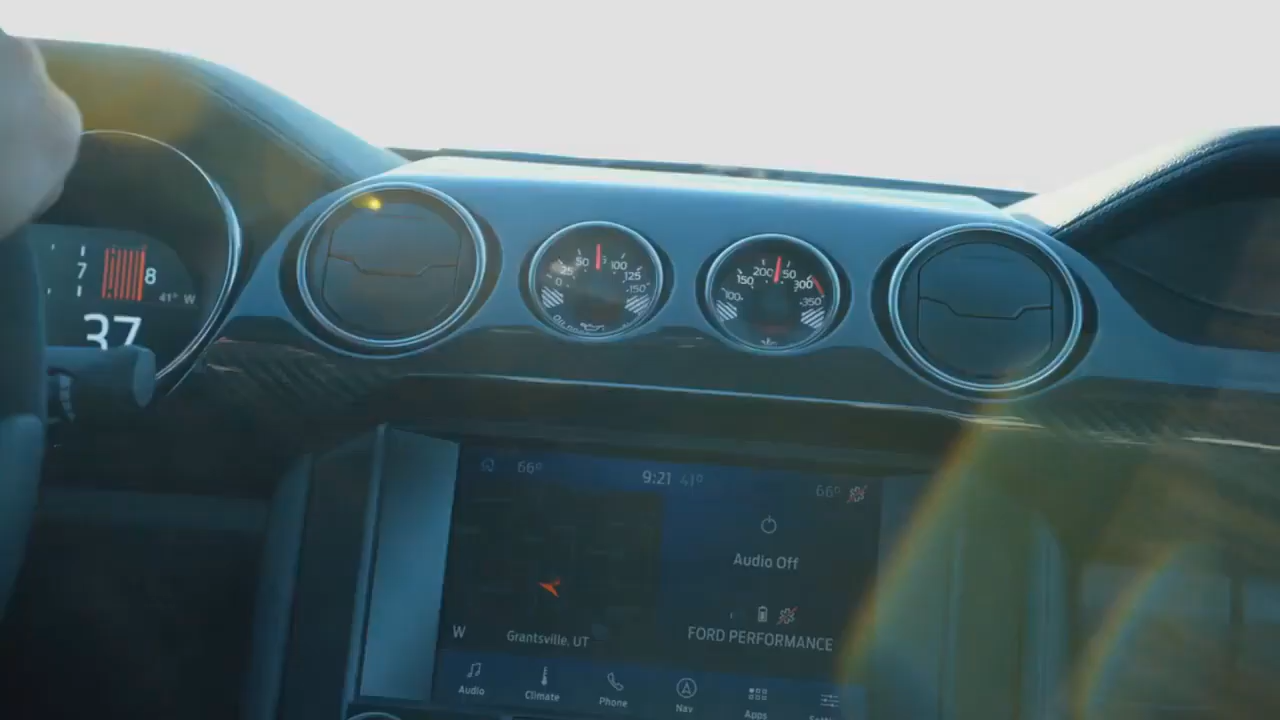 7 8
41° W
37
0 25 50 100 125 150
100 150 200 50 300 350
66°
9:21 41°
66°
Audio Off
FORD PERFORMANCE
W
Grantsville, UT
Audio
Climate
Phone
Nav
Apps